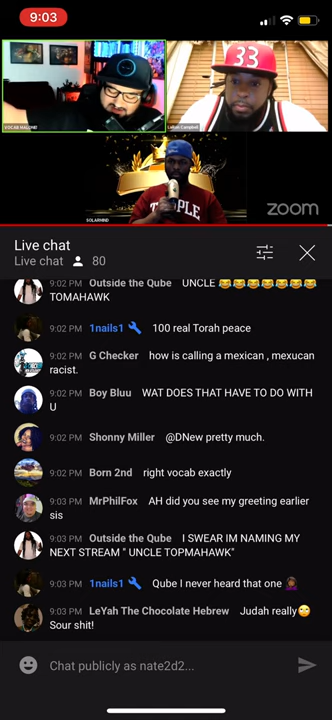 9:03
33
VOCAB MALONE
Lamon Campbell
SOLARMIND
TEMPLE
zoom
Live chat
Live chat 80
9:02 PM Outside the Qube UNCLE 😂😂😂😂😂😂😂
TOMAHAWK
9:02 PM 1nails1 100 real Torah peace
9:02 PM G Checker how is calling a mexican , mexucan
racist.
9:02 PM Boy Bluu WAT DOES THAT HAVE TO DO WITH
U
9:02 PM Shonny Miller @DNew pretty much.
9:02 PM Born 2nd right vocab exactly
9:03 PM MrPhilFox AH did you see my greeting earlier
sis
9:03 PM Outside the Qube I SWEAR IM NAMING MY
NEXT STREAM " UNCLE TOPMAHAWK"
9:03 PM 1nails1 Qube I never heard that one 🤦🏾‍♀️
9:03 PM LeYah The Chocolate Hebrew Judah really🙄
Sour shit!
Chat publicly as nate2d2...